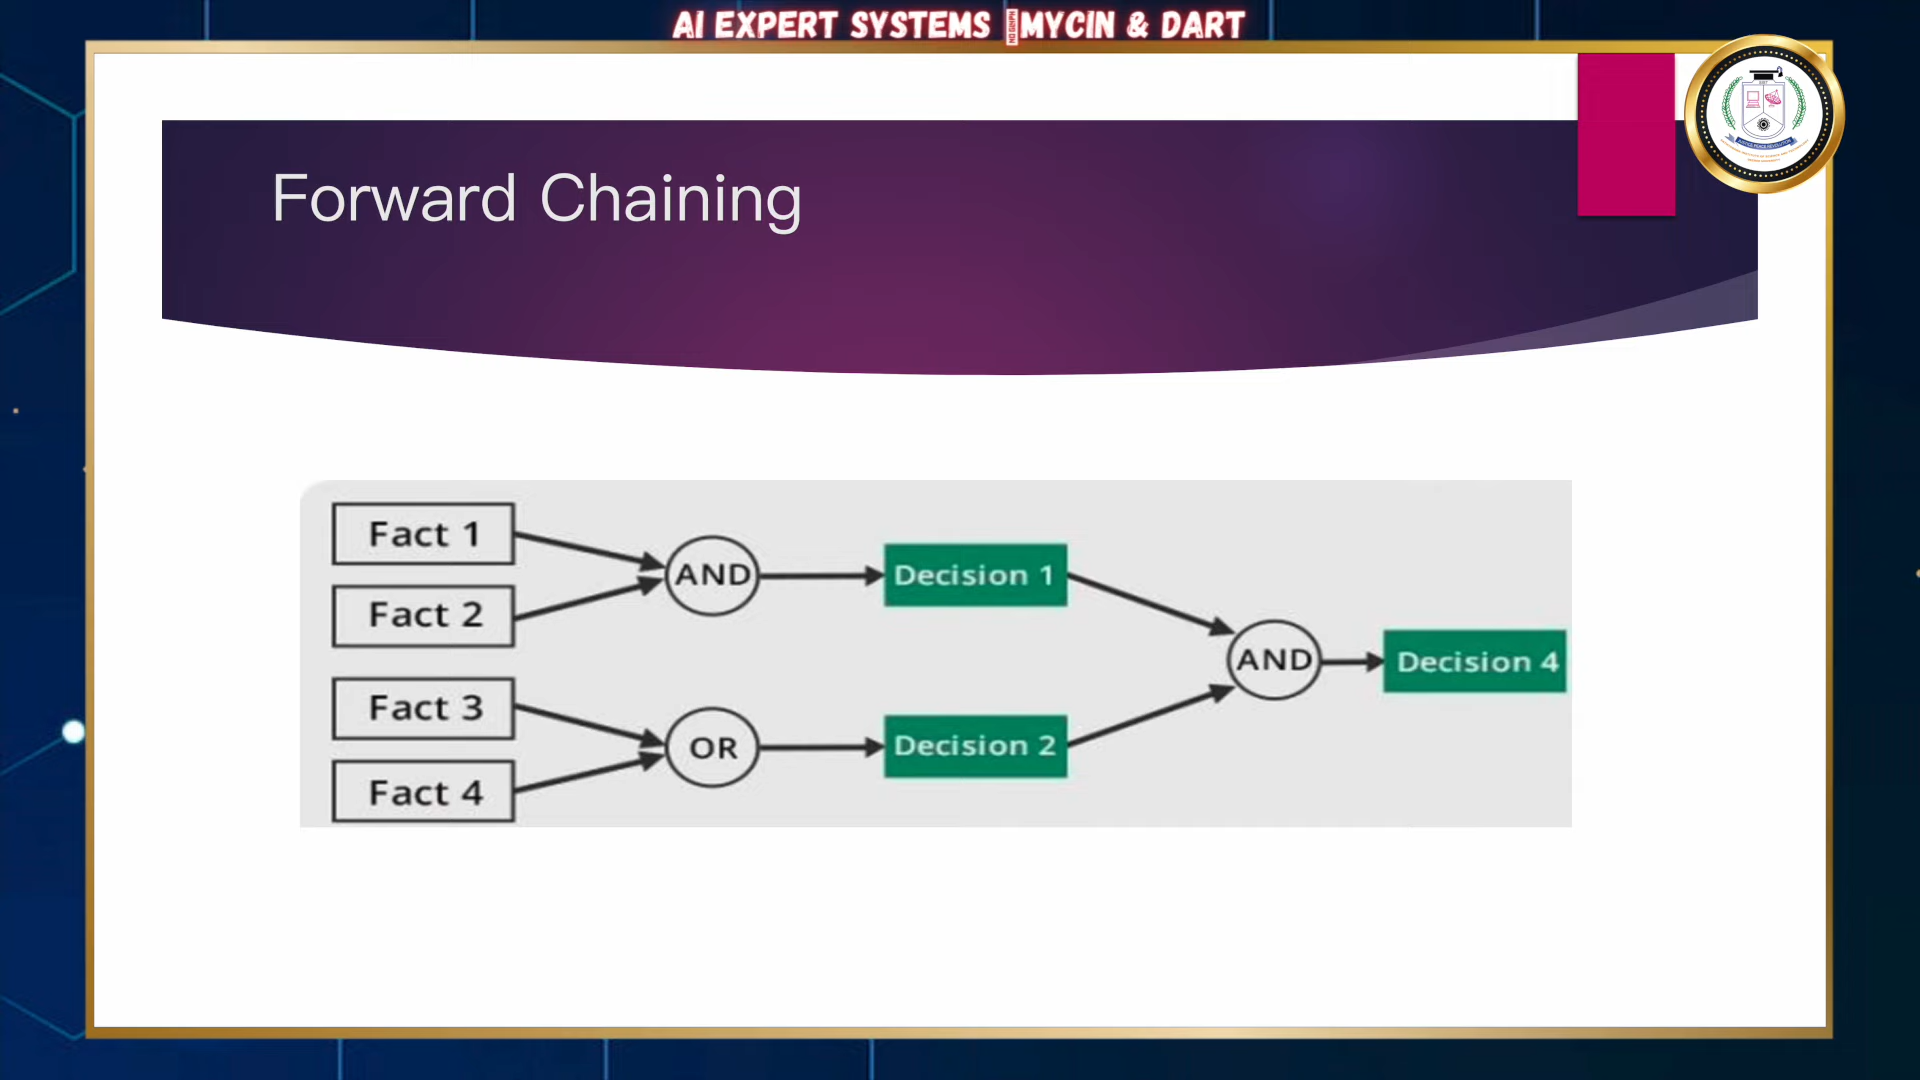 AI EXPERT SYSTEMS MYCIN & DART
Forward Chaining
Fact 1
Fact 2
AND
Decision 1
Fact 3
Fact 4
OR
Decision 2
AND
Decision 4